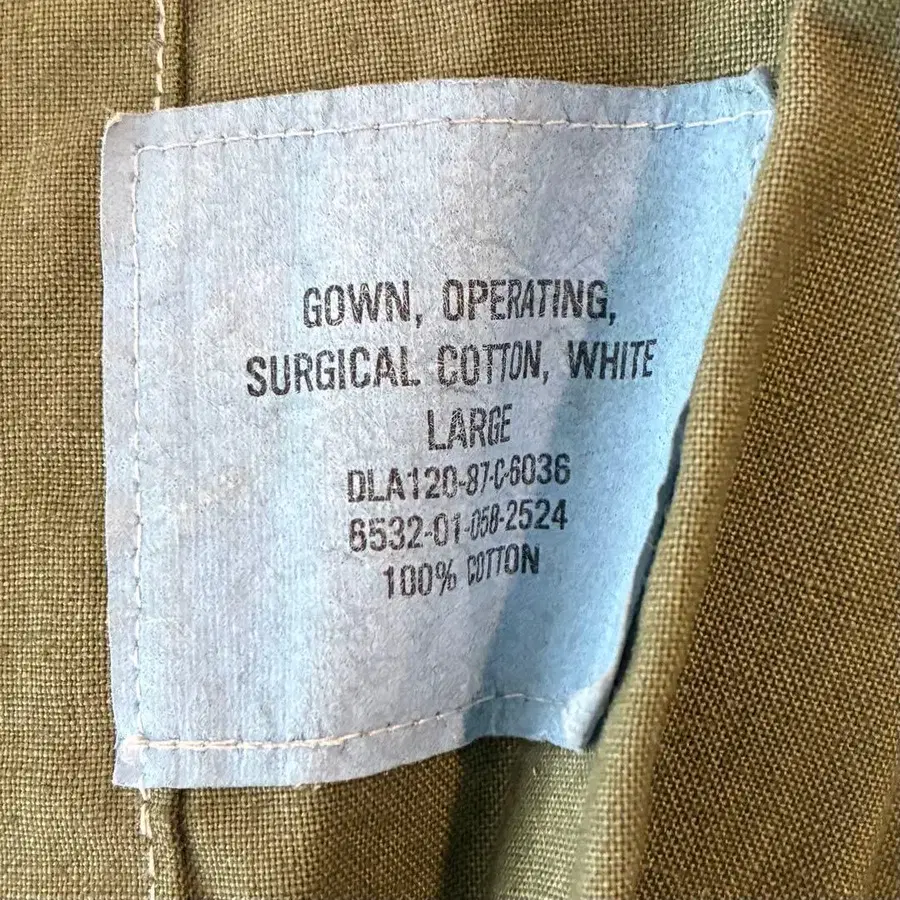 GOWN, OPERATING,
SURGICAL COTTON, WHITE
LARGE
DLA120-87-C-6036
6532-01-058-2524
100% COTTON